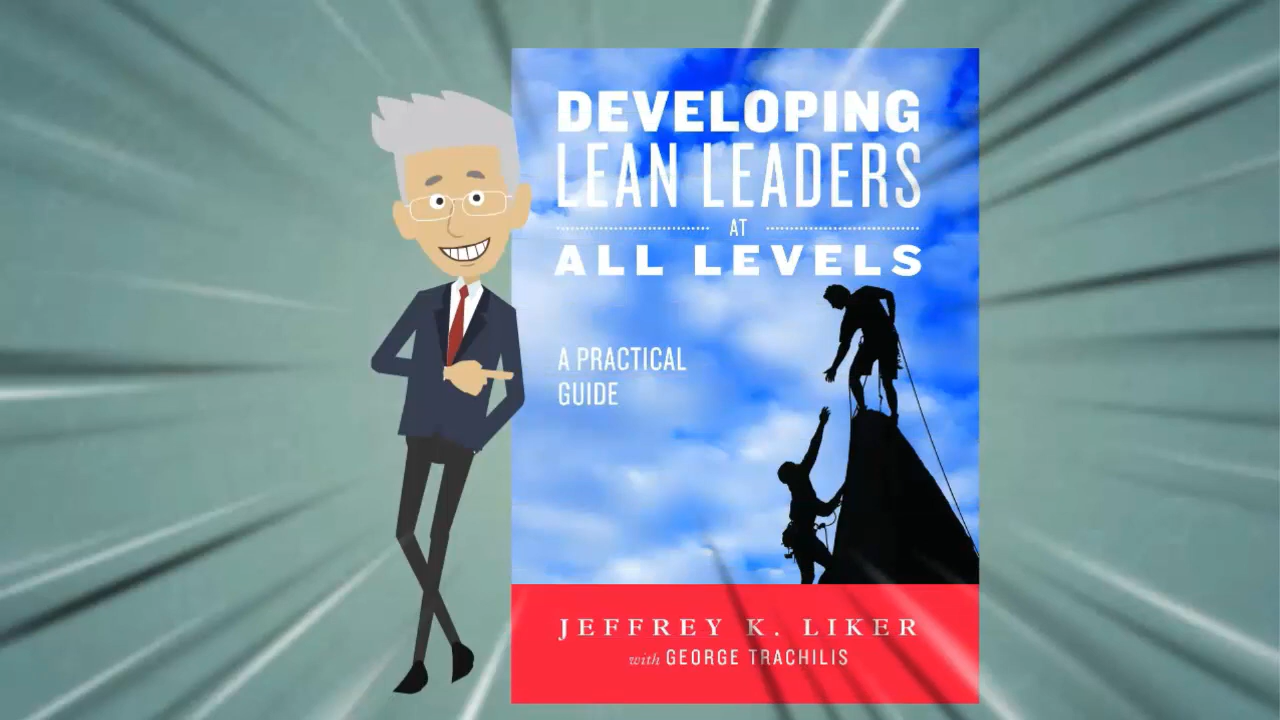 DEVELOPING
LEAN LEADERS
AT
ALL LEVELS
A PRACTICAL
GUIDE
JEFFREY K. LIKER
with GEORGE TRACHILIS